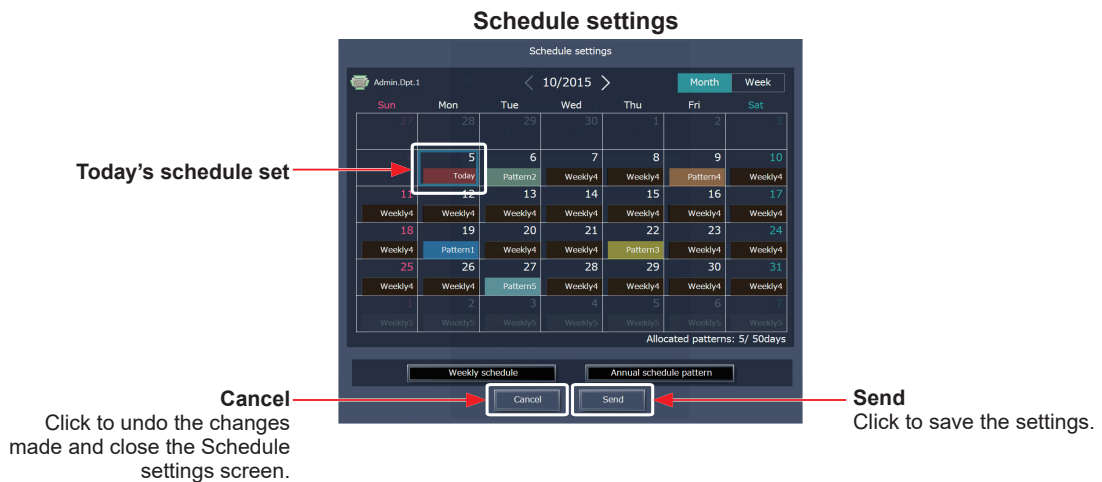 Schedule settings
Schedule settings
Admin.Dpt.1
< 10/2015 >
Month Week
Sun Mon Tue Wed Thu Fri Sat
27 28 29 30 1 2 3
5 6 7 8 9 10
Today Pattern2 Weekly4 Weekly4 Pattern4 Weekly4
Today's schedule set
11 12 13 14 15 16 17
Weekly4 Weekly4 Weekly4 Weekly4 Weekly4 Weekly4 Weekly4
18 19 20 21 22 23 24
Weekly4 Pattern1 Weekly4 Weekly4 Pattern3 Weekly4 Weekly4
25 26 27 28 29 30 31
Weekly4 Weekly4 Pattern5 Weekly4 Weekly4 Weekly4 Weekly4
1 2 3 4 5 6 7
Weekly5 Weekly5 Weekly5 Weekly5 Weekly5 Weekly5 Weekly5
Allocated patterns: 5/ 50days
Weekly schedule
Annual schedule pattern
Cancel
Send
Cancel
Click to undo the changes
made and close the Schedule
settings screen.
Send
Click to save the settings.